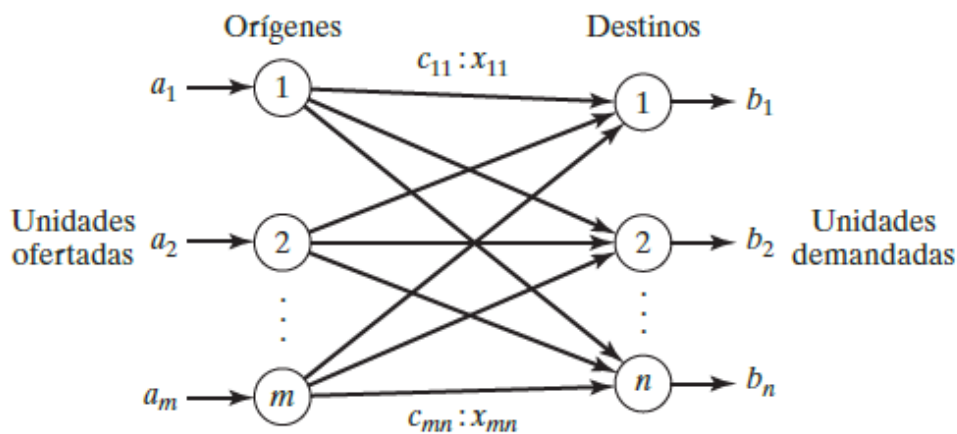 Orígenes
Destinos
c₁₁ : x₁₁
a₁
1
1
b₁
Unidades
ofertadas
a₂
2
2
b₂
Unidades
demandadas
⋮
⋮
aₘ
m
n
bₙ
cₘₙ : xₘₙ